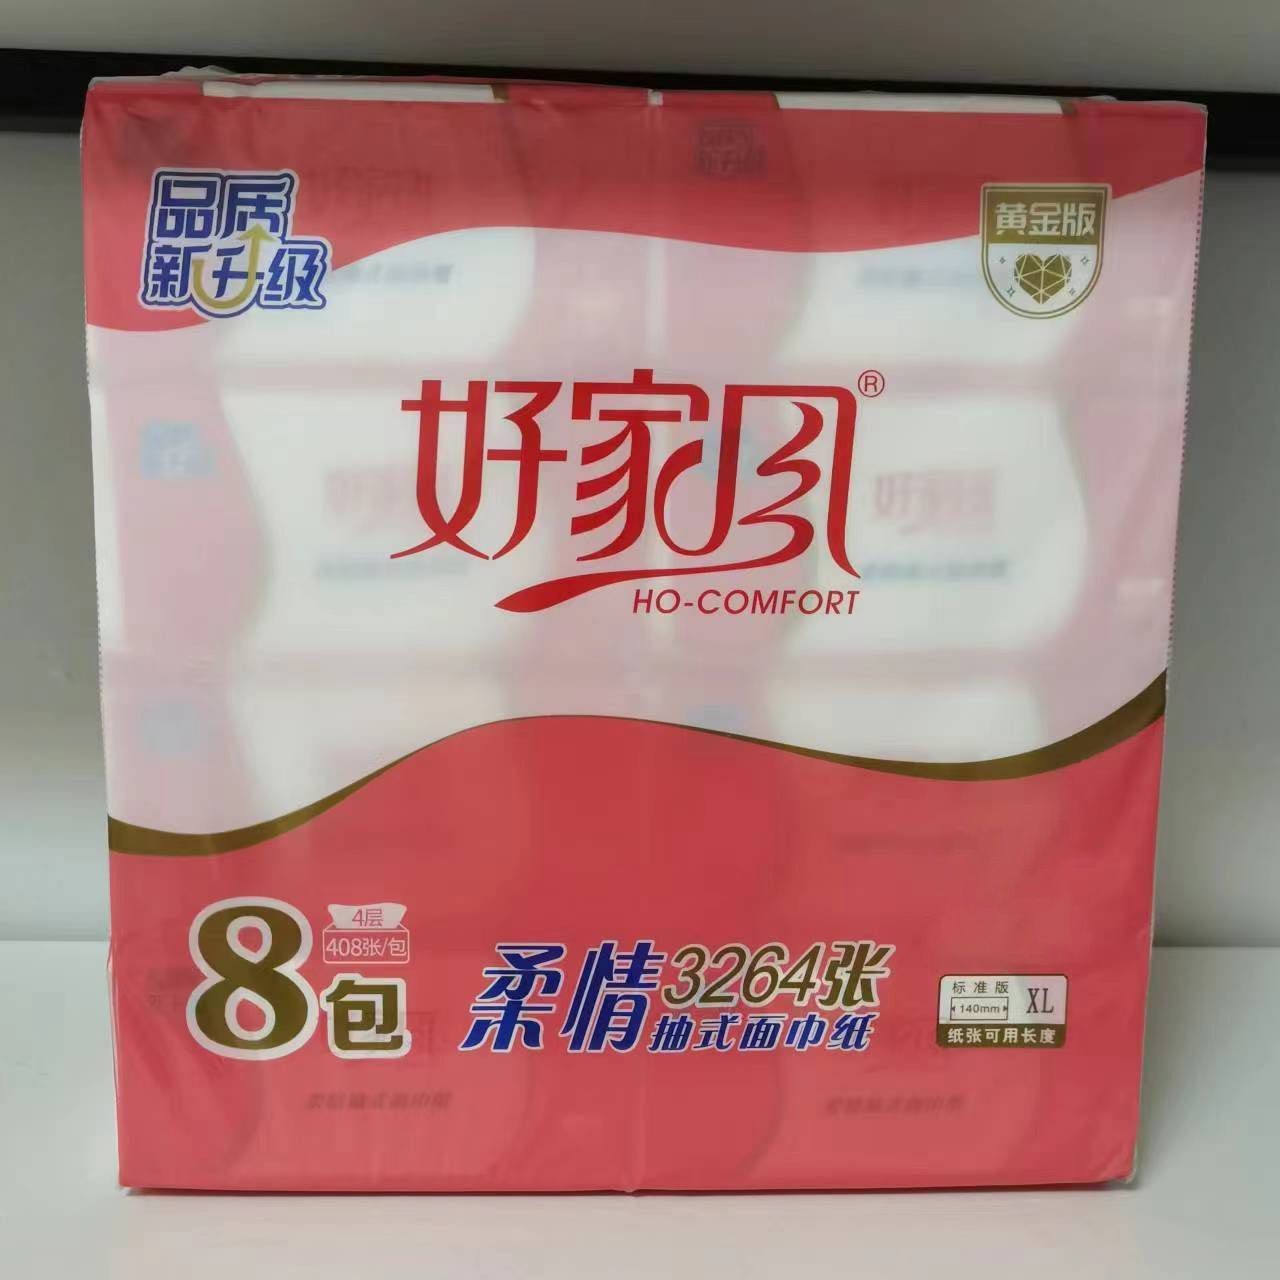 品质
新升级
黄金版
好家风®
HO-COMFORT
8包
4层
408张/包
柔情
3264张
抽式面巾纸
标准版
140mm
XL
纸张可用长度